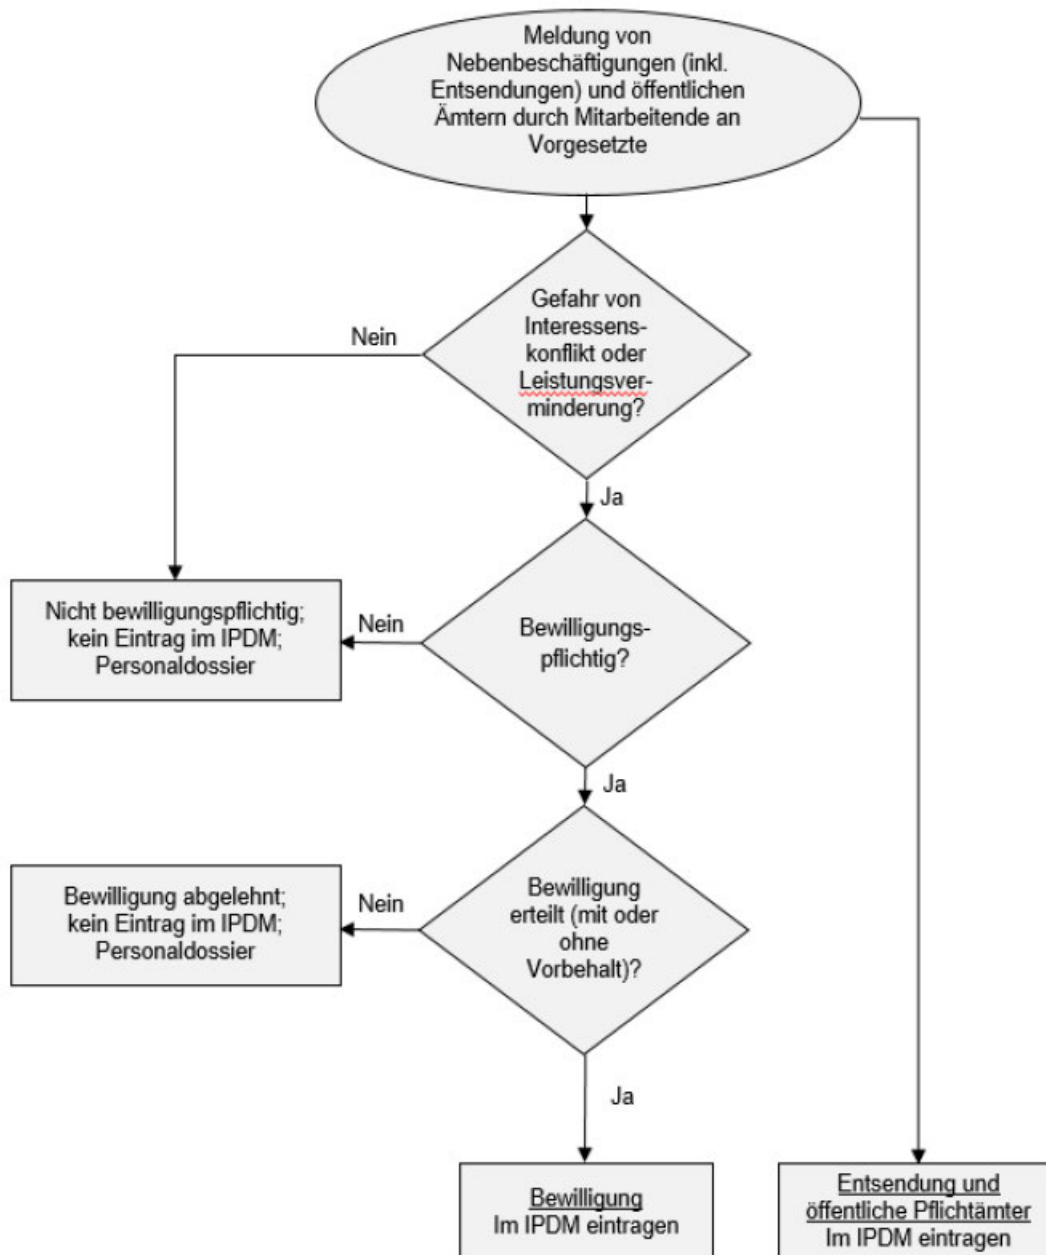 Meldung von
Nebenbeschäftigungen (inkl.
Entsendungen) und öffentlichen
Ämtern durch Mitarbeitende an
Vorgesetzte
Gefahr von
Interessens-
konflikt oder
Leistungsver-
minderung?
Nein
Ja
Nicht bewilligungspflichtig;
kein Eintrag im IPDM;
Personaldossier
Nein
Bewilligungs-
pflichtig?
Ja
Bewilligung abgelehnt;
kein Eintrag im IPDM;
Personaldossier
Nein
Bewilligung
erteilt (mit oder
ohne
Vorbehalt)?
Ja
Bewilligung
Im IPDM eintragen
Entsendung und
öffentliche Pflichtämter
Im IPDM eintragen